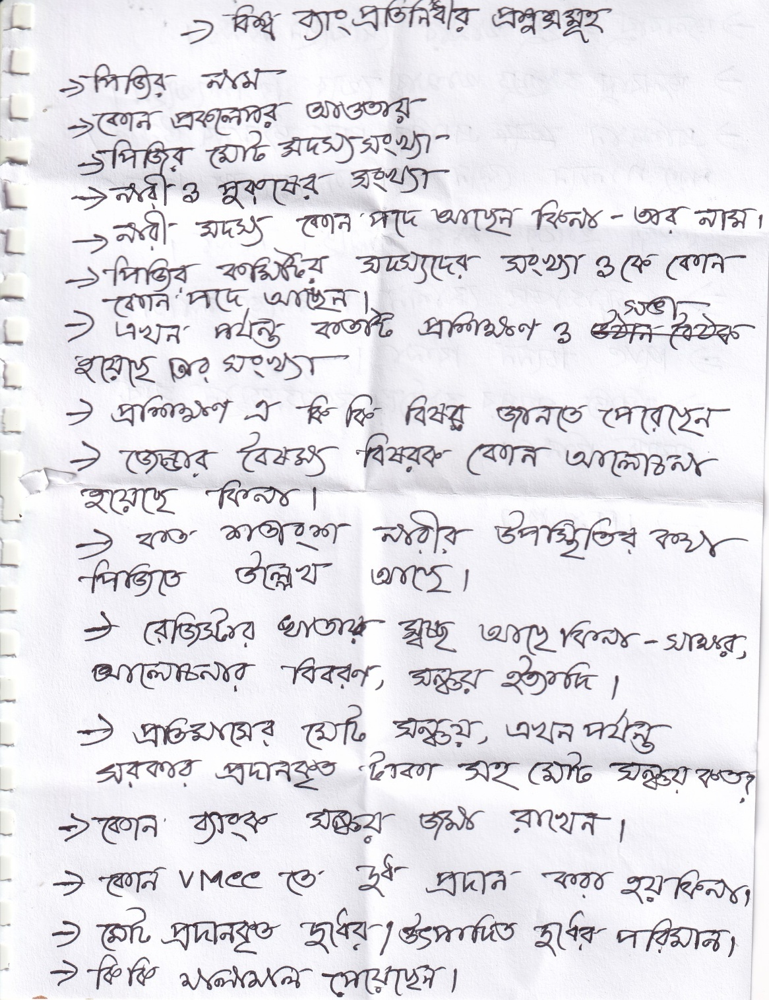 → বিশ্ব ব্যাংপ্রতিনিধীর প্রশ্নসমূহ
→ পিজির নাম
→ কোন প্রকল্পের আওতায়
→ পিজির মোট সদস্যসংখ্যা
→ নারী ও পুরুষের সংখ্যা
→ নারী সদস্য কোন পদে আছেন কিনা - তার নাম।
→ পিজির কমিটির সদস্যদের সংখ্যা ও কে কোন
কোন পদে আছেন।
→ এখন পর্যন্ত কতটি প্রশিক্ষণ ও উঠান বৈঠক সভা
হয়েছে তার সংখ্যা
→ প্রশিক্ষণ এ কি কি বিষয় জানতে পেরেছেন
→ জেন্ডার বৈষম্য বিষয়ক কোন আলোচনা
হয়েছে কিনা।
→ কত শতাংশ নারীর উপস্থিতির কথা
পিজিতে উল্লেখ আছে।
→ রেজিস্টার খাতায় স্বচ্ছ আছে কিনা - সাক্ষর,
আলোচনার বিবরণ, সঞ্চয় ইত্যাদি।
→ প্রতিমাসের মোট সঞ্চয়, এখন পর্যন্ত
সরকার প্রদানকৃত টাকা সহ মোট সঞ্চয় কত?
→ কোন ব্যাংক সঞ্চয় জমা রাখেন।
→ কোন VMCC তে দুধ প্রদান করা হয় কিনা।
→ মোট প্রদানকৃত দুধের / উৎপাদিত দুধের পরিমান।
→ কি কি মালামাল পেয়েছেন।